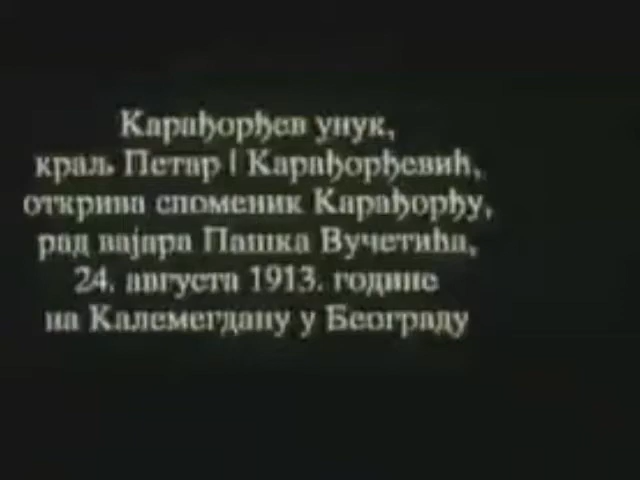 Карађорђев унук,
краљ Петар I Карађорђевић,
открива споменик Карађорђу,
рад вајара Пашка Вучетића,
24. августа 1913. године
на Калемегдану у Београду